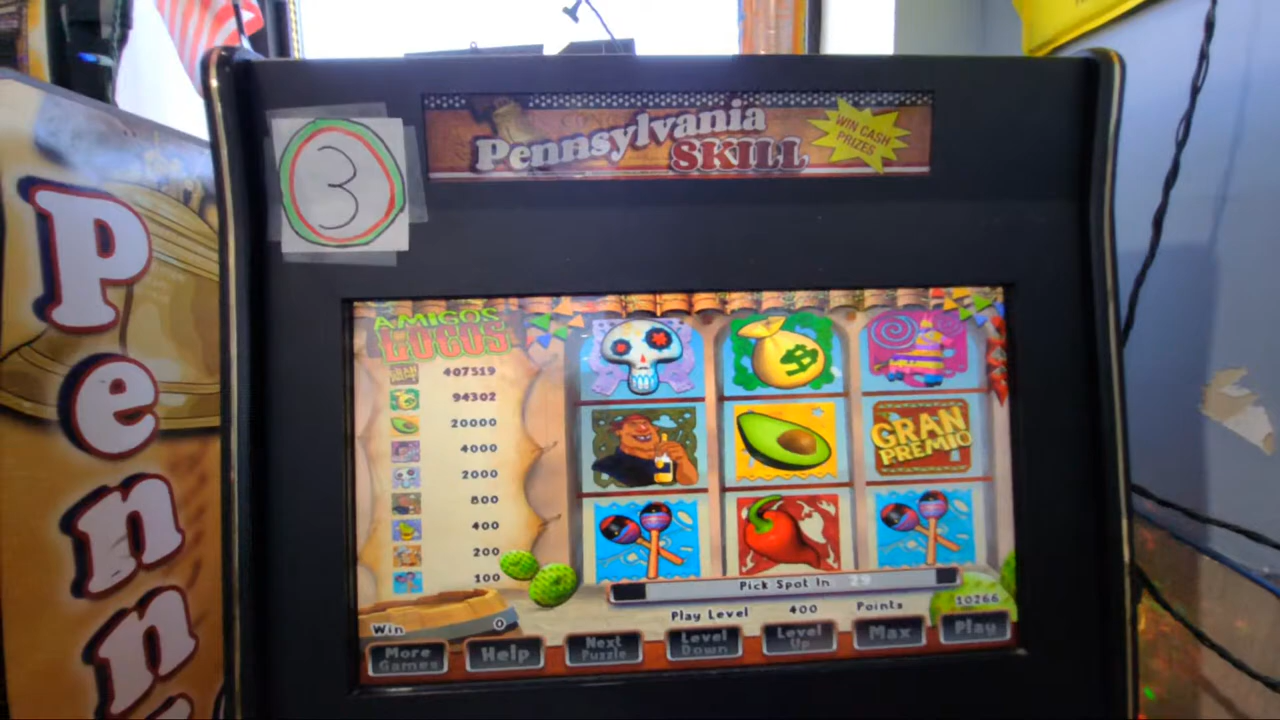 Pennsylvania
SKILL
WIN CASH
PRIZES
3
Penn
AMIGOS
LOCOS
407519
94302
20000
4000
2000
800
400
200
100
$
GRAN
PREMIO
Pick Spot In
Play Level 400 Points 10266
Win 0
More
Games
Help
Next
Puzzle
Level
Down
Level
Up
Max
Play